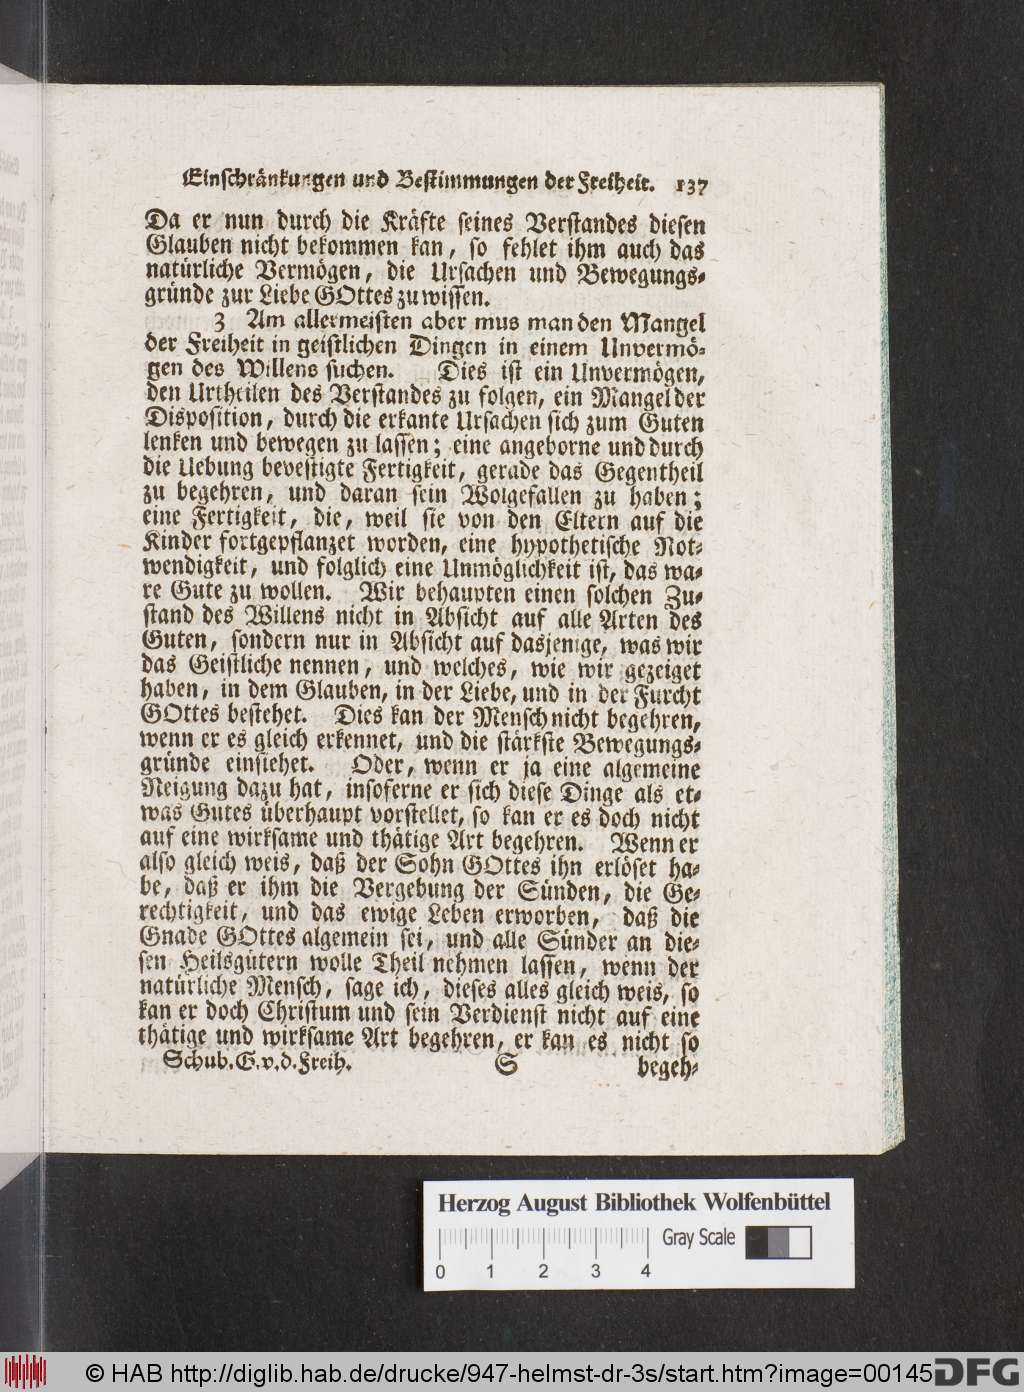 Einschränkungen und Bestimmungen der Freiheit. 137
Da er nun durch die Kräfte seines Verstandes diesen
Glauben nicht bekommen kan, so fehlet ihm auch das
natürliche Vermögen, die Ursachen und Bewegungs-
gründe zur Liebe GOttes zu wissen.
3 Am allermeisten aber mus man den Mangel
der Freiheit in geistlichen Dingen in einem Unvermö-
gen des Willens suchen. Dies ist ein Unvermögen,
den Urtheilen des Verstandes zu folgen, ein Mangel der
Disposition, durch die erkante Ursachen sich zum Guten
lenken und bewegen zu lassen; eine angeborne und durch
die Uebung bevestigte Fertigkeit, gerade das Gegentheil
zu begehren, und daran sein Wolgefallen zu haben;
eine Fertigkeit, die, weil sie von den Eltern auf die
Kinder fortgepflanzet worden, eine hypothetische Not-
wendigkeit, und folglich eine Unmöglichkeit ist, das wa-
re Gute zu wollen. Wir behaupten einen solchen Zu-
stand des Willens nicht in Absicht auf alle Arten des
Guten, sondern nur in Absicht auf dasjenige, was wir
das Geistliche nennen, und welches, wie wir gezeiget
haben, in dem Glauben, in der Liebe, und in der Furcht
GOttes bestehet. Dies kan der Mensch nicht begehren,
wenn er es gleich erkennet, und die stärkste Bewegungs-
gründe einsiehet. Oder, wenn er ja eine algemeine
Neigung dazu hat, insoferne er sich diese Dinge als et-
was Gutes überhaupt vorstellet, so kan er es doch nicht
auf eine wirksame und thätige Art begehren. Wenn er
also gleich weis, daß der Sohn GOttes ihn erlöset ha-
be, daß er ihm die Vergebung der Sünden, die Ge-
rechtigkeit, und das ewige Leben erworben, daß die
Gnade GOttes algemein sei, und alle Sünder an die-
sen Heilsgütern wolle Theil nehmen lassen, wenn der
natürliche Mensch, sage ich, dieses alles gleich weis, so
kan er doch Christum und sein Verdienst nicht auf eine
thätige und wirksame Art begehren, er kan es nicht so
Schub. G. v. d. Freih. S begeh-
Herzog August Bibliothek Wolfenbüttel
Gray Scale
0 1 2 3 4
© HAB http://diglib.hab.de/drucke/947-helmst-dr-3s/start.htm?image=00145
DFG